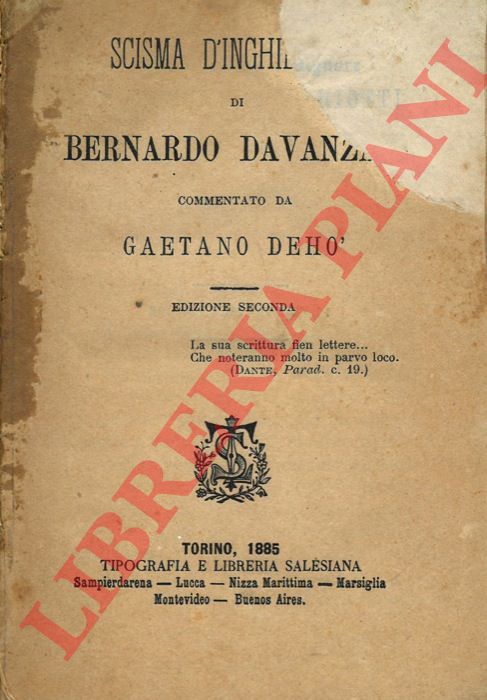 SCISMA D'INGHIL
DI
BERNARDO DAVANZA
COMMENTATO DA
GAETANO DEHO'
EDIZIONE SECONDA
La sua scrittura fien lettere...
Che noteranno molto in parvo loco.
(DANTE, Parad. c. 19.)
TORINO, 1885
TIPOGRAFIA E LIBRERIA SALESIANA
Sampierdarena — Lucca — Nizza Marittima — Marsiglia
Montevideo — Buenos Aires.
LIBRERIA PIANI